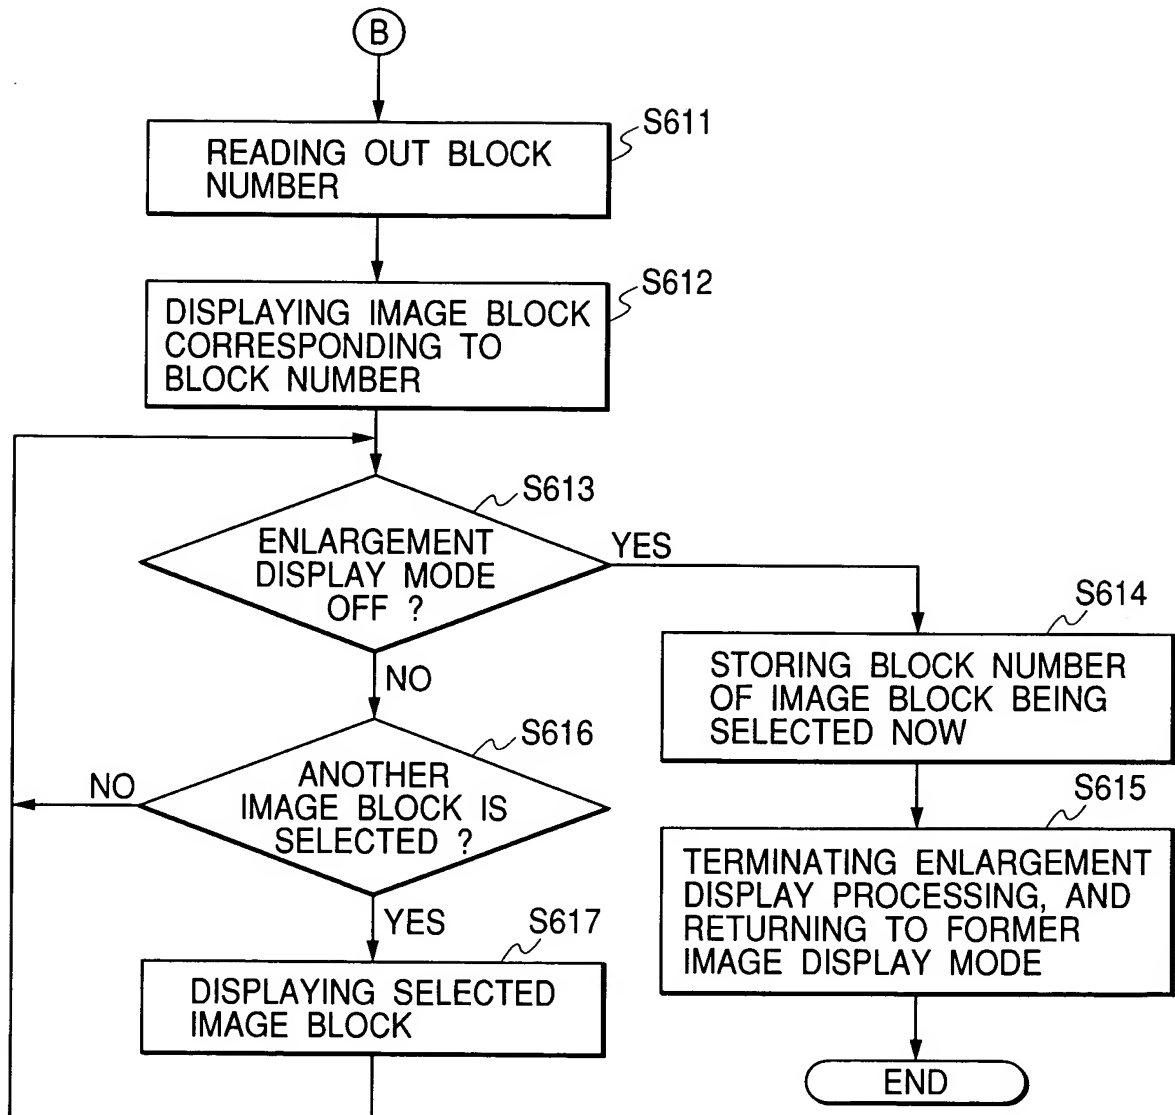 B
S611
READING OUT BLOCK
NUMBER
S612
DISPLAYING IMAGE BLOCK
CORRESPONDING TO
BLOCK NUMBER
S613
ENLARGEMENT
DISPLAY MODE
OFF ?
YES
NO
S614
STORING BLOCK NUMBER
OF IMAGE BLOCK BEING
SELECTED NOW
S616
ANOTHER
IMAGE BLOCK IS
SELECTED ?
NO
YES
S615
TERMINATING ENLARGEMENT
DISPLAY PROCESSING, AND
RETURNING TO FORMER
IMAGE DISPLAY MODE
S617
DISPLAYING SELECTED
IMAGE BLOCK
END